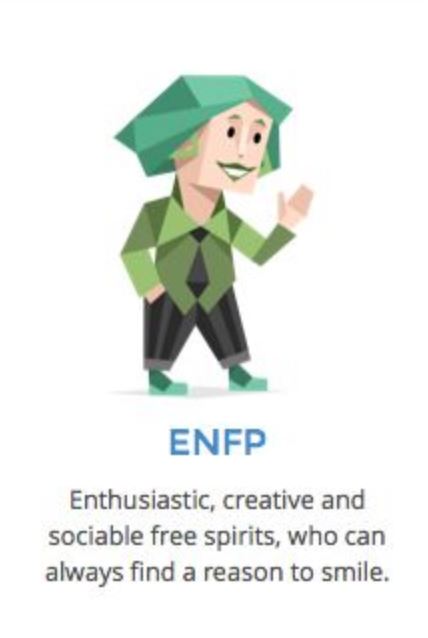 ENFP
Enthusiastic, creative and
sociable free spirits, who can
always find a reason to smile.